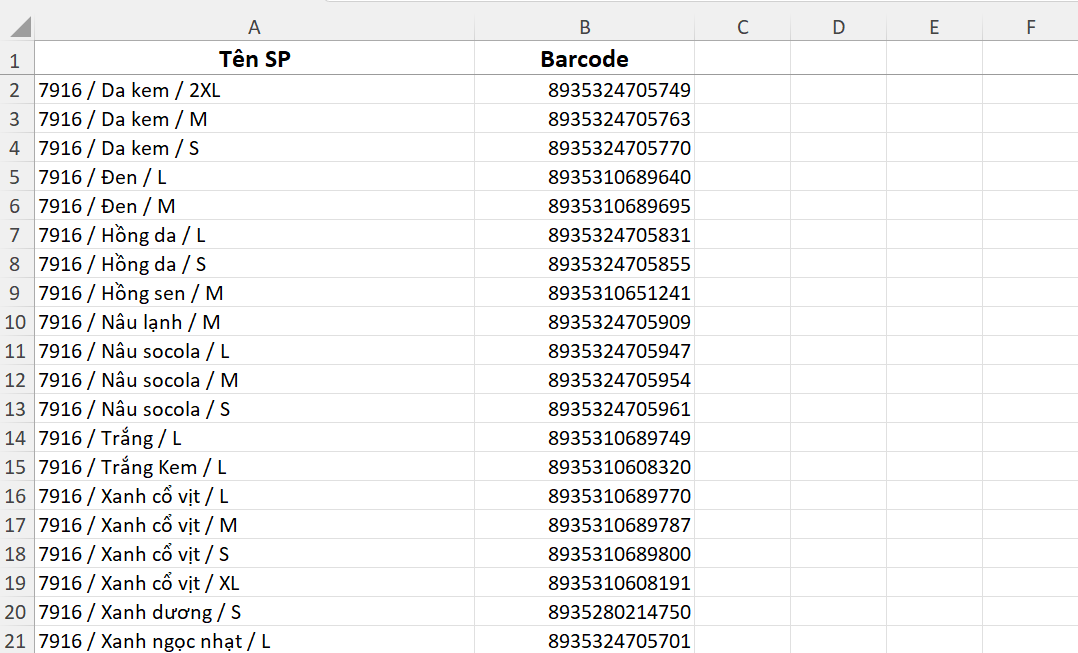 A B C D E F
1 Tên SP Barcode
2 7916 / Da kem / 2XL 8935324705749
3 7916 / Da kem / M 8935324705763
4 7916 / Da kem / S 8935324705770
5 7916 / Đen / L 8935310689640
6 7916 / Đen / M 8935310689695
7 7916 / Hồng da / L 8935324705831
8 7916 / Hồng da / S 8935324705855
9 7916 / Hồng sen / M 8935310651241
10 7916 / Nâu lạnh / M 8935324705909
11 7916 / Nâu socola / L 8935324705947
12 7916 / Nâu socola / M 8935324705954
13 7916 / Nâu socola / S 8935324705961
14 7916 / Trắng / L 8935310689749
15 7916 / Trắng Kem / L 8935310608320
16 7916 / Xanh cổ vịt / L 8935310689770
17 7916 / Xanh cổ vịt / M 8935310689787
18 7916 / Xanh cổ vịt / S 8935310689800
19 7916 / Xanh cổ vịt / XL 8935310608191
20 7916 / Xanh dương / S 8935280214750
21 7916 / Xanh ngọc nhạt / L 8935324705701